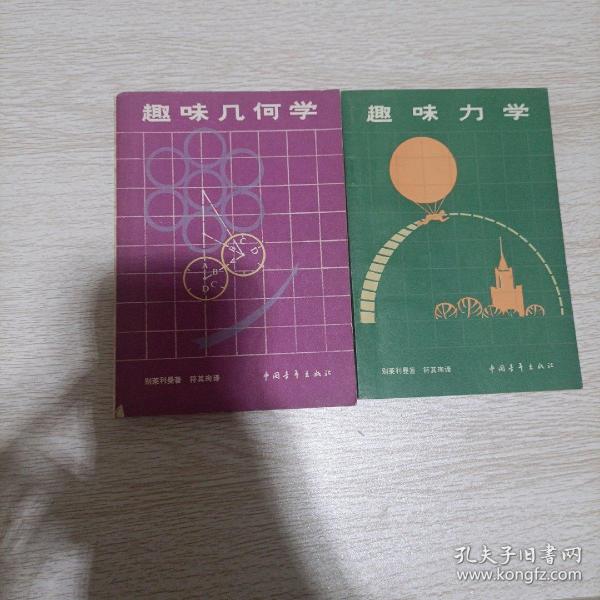 趣味几何学
A
B
C
D
B
C
D
A
别莱利曼著 符其珣译
中国青年出版社
趣味力学
别莱利曼著 符其珣译
中国青年出版社
孔夫子旧书网
www.kongfz.com